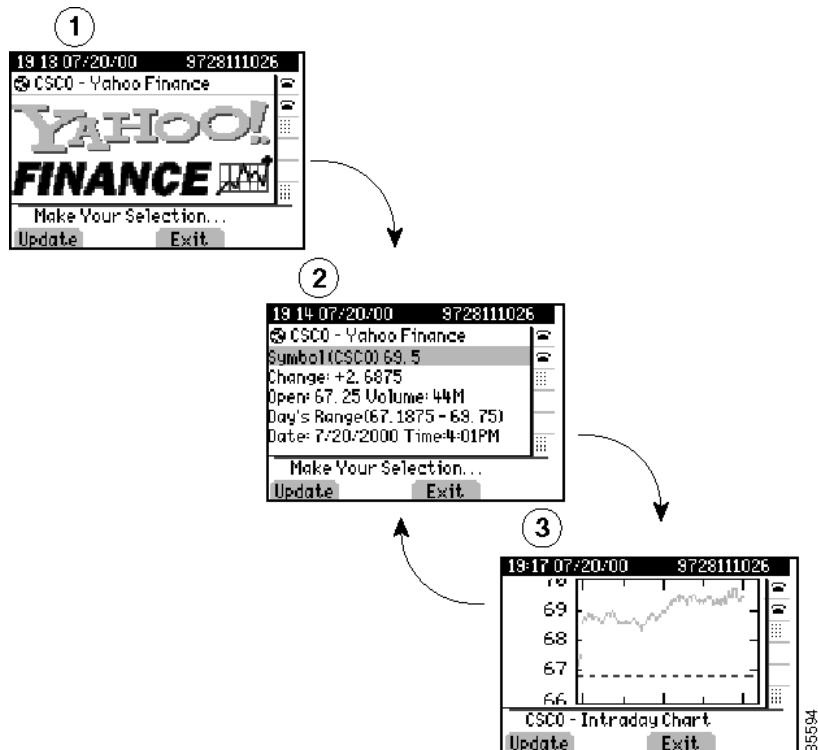 1
19 13 07/20/00 9728111026
CSCO - Yahoo Finance
YAHOO!
FINANCE
Make Your Selection...
Update Exit
2
19 14 07/20/00 9728111026
CSCO - Yahoo Finance
Symbol (CSCO) 69.5
Change: +2.6875
Open: 67.25 Volume: 44M
Day's Range(67.1875 - 69.75)
Date: 7/20/2000 Time:4:01PM
Make Your Selection...
Update Exit
3
19:17 07/20/00 9728111026
70
69
68
67
66
CSCO - Intraday Chart
Update Exit